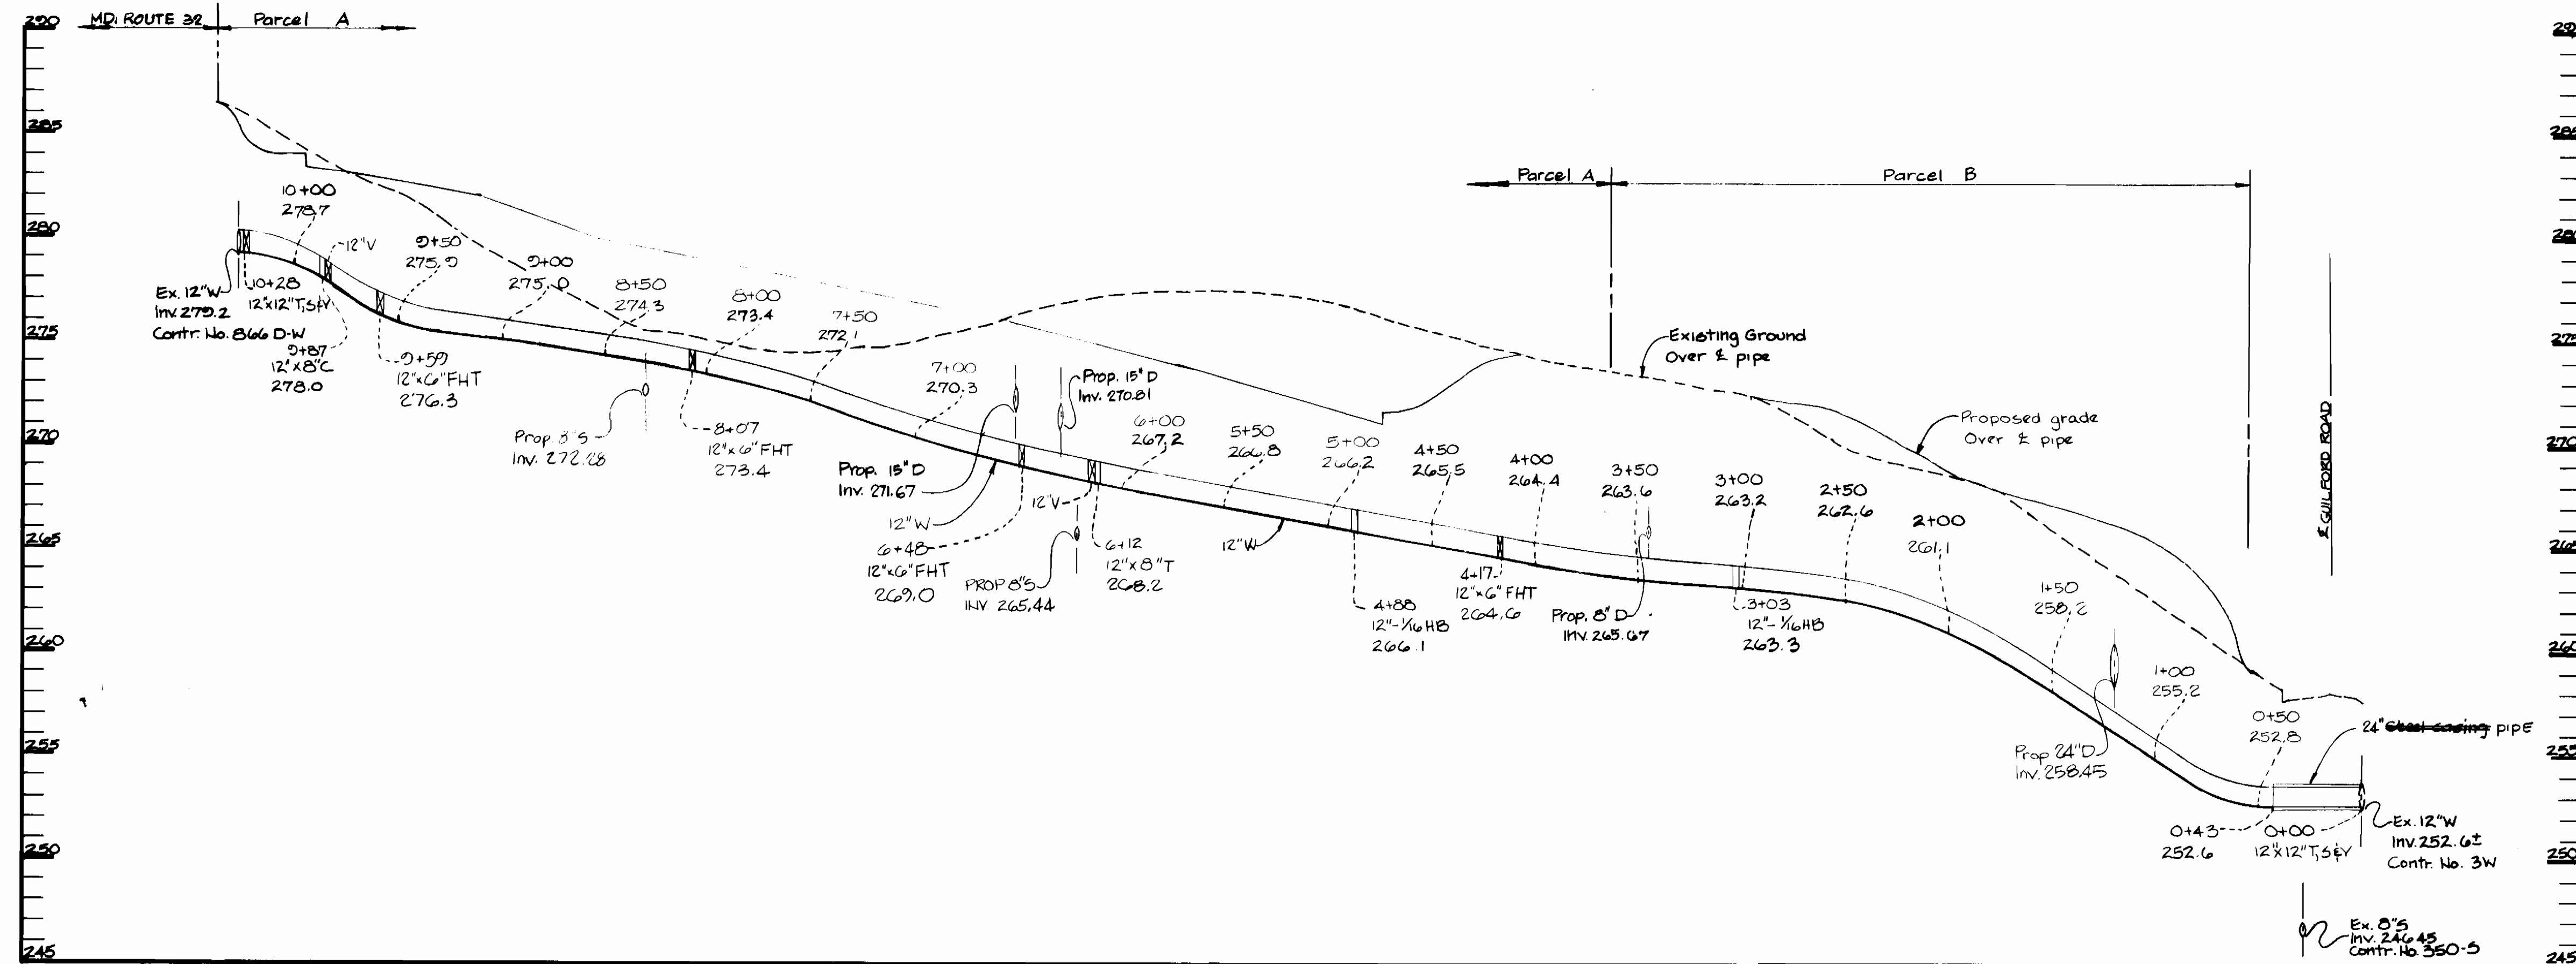 290
MD. ROUTE 32
Parcel A
285
280
275
270
265
260
255
250
245
10+00
278.7
12"V
9+50
275.9
9+00
275.0
8+50
274.3
8+00
273.4
7+50
272.1
Ex. 12"W
Inv. 279.2
Contr. No. 866 D-W
10+28
12"x12"T,S&V
9+87
12"x8"C
278.0
9+59
12"x6"FHT
276.3
Prop. 8"S
Inv. 272.28
8+07
12"x6"FHT
273.4
7+00
270.3
Prop. 15"D
Inv. 270.81
Prop. 15"D
Inv. 271.67
12"W
6+48
12"x6"FHT
269.0
12"V
PROP 8"S
INV 265.44
6+12
12"x8"T
268.2
6+00
267.2
5+50
266.8
5+00
266.2
4+50
265.5
4+00
264.4
3+50
263.6
3+00
263.2
2+50
262.6
2+00
261.1
12"W
4+88
12"-1/16HB
266.1
4+17
12"x6"FHT
264.6
Prop. 8"D
Inv. 265.67
3+03
12"-1/16HB
263.3
Parcel A
Parcel B
Existing Ground
Over ℄ pipe
Proposed grade
Over ℄ pipe
℄ GUILFORD ROAD
1+50
258.2
1+00
255.2
0+50
252.8
Prop 24"D
Inv. 258.45
24" Steel casing PIPE
0+43
252.6
0+00
12"x12"T,S&V
Ex. 12"W
Inv. 252.6±
Contr. No. 3W
Ex. 8"S
Inv. 246.45
Contr. No. 350-S
285
280
275
270
265
260
255
250
245